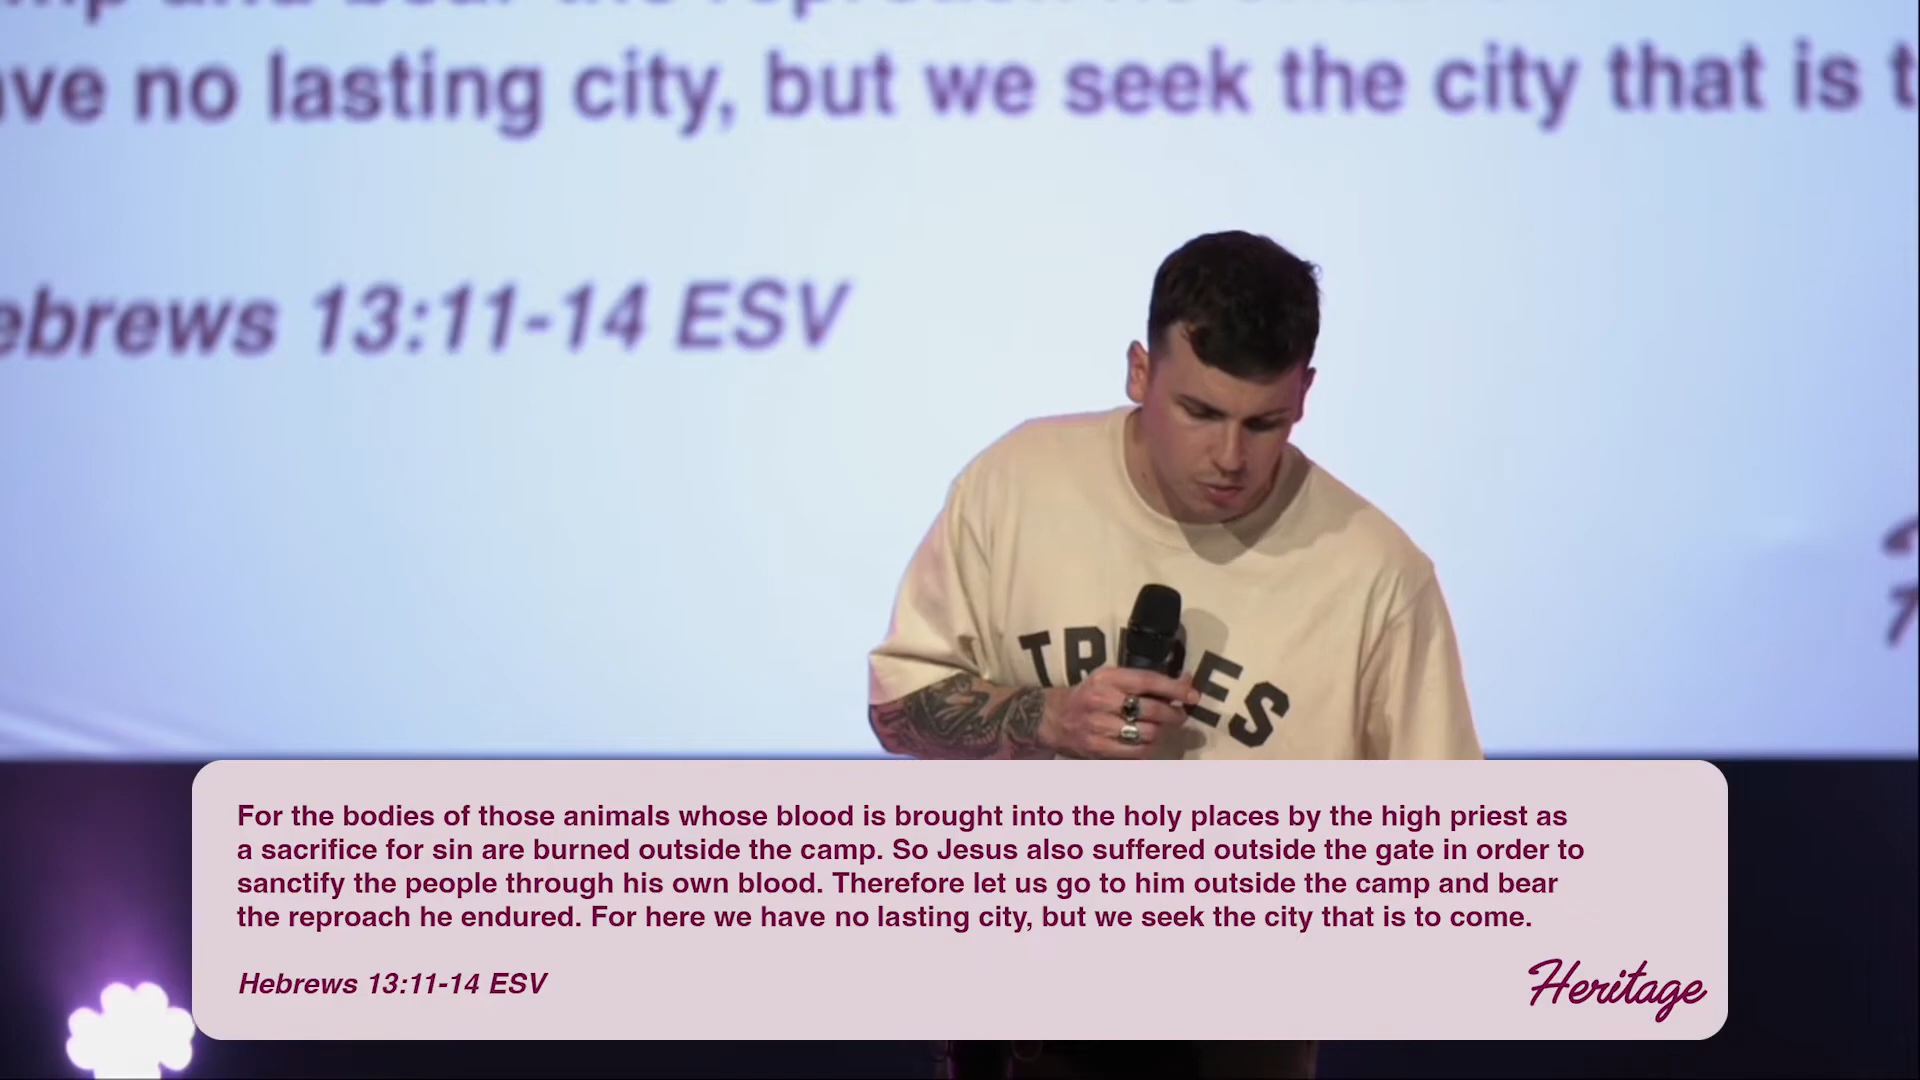 have no lasting city, but we seek the city that is t
Hebrews 13:11-14 ESV
TRIBES
For the bodies of those animals whose blood is brought into the holy places by the high priest as
a sacrifice for sin are burned outside the camp. So Jesus also suffered outside the gate in order to
sanctify the people through his own blood. Therefore let us go to him outside the camp and bear
the reproach he endured. For here we have no lasting city, but we seek the city that is to come.
Hebrews 13:11-14 ESV
Heritage